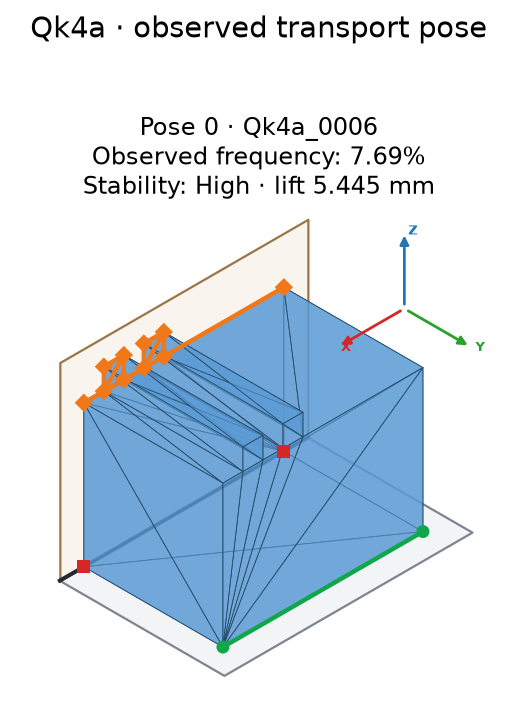 Qk4a · observed transport pose
Pose 0 · Qk4a_0006
Observed frequency: 7.69%
Stability: High · lift 5.445 mm
Z
X
Y